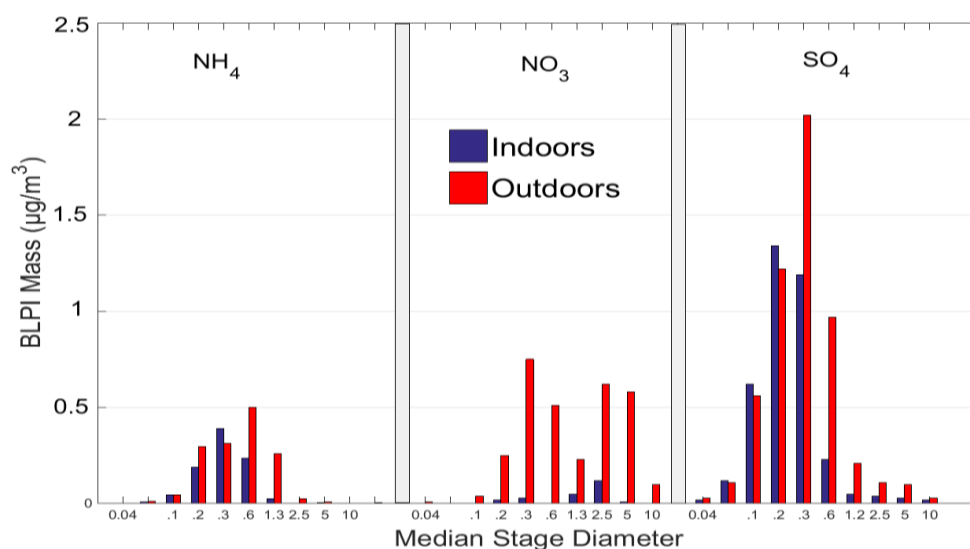 2.5
NH4
NO3
SO4
2
Indoors
Outdoors
1.5
1
0.5
0
BLPI Mass (µg/m³)
0.04 .1 .2 .3 .6 1.3 2.5 5 10
0.04 .1 .2 .3 .6 1.3 2.5 5 10
0.04 .1 .2 .3 .6 1.2 2.5 5 10
Median Stage Diameter